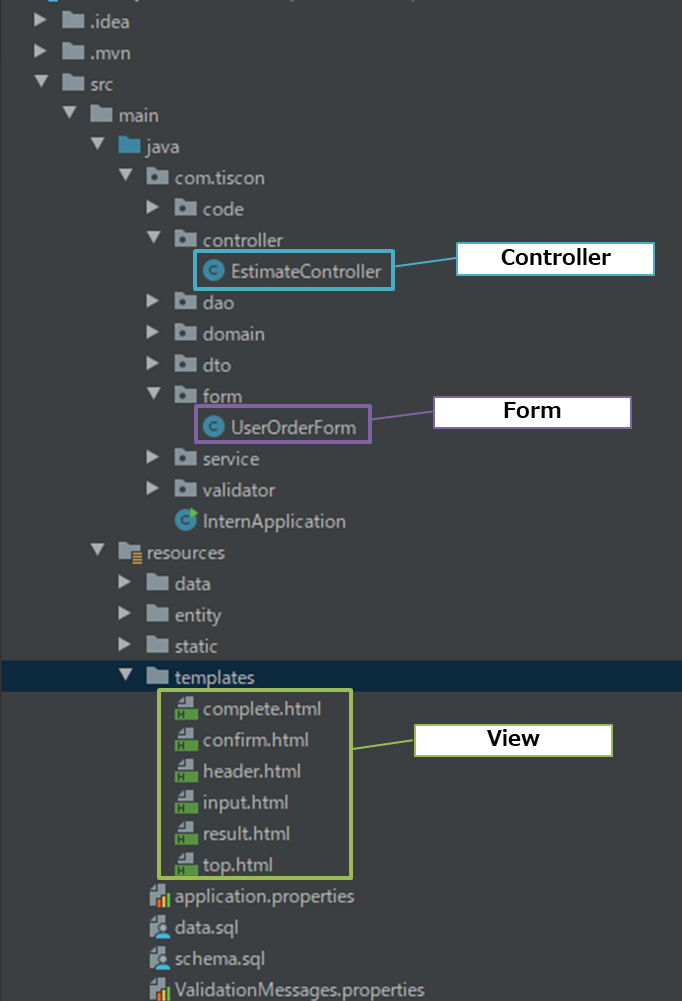 .idea
.mvn
src
main
java
com.tiscon
code
controller
EstimateController
Controller
dao
domain
dto
form
UserOrderForm
Form
service
validator
InternApplication
resources
data
entity
static
templates
complete.html
confirm.html
View
header.html
input.html
result.html
top.html
application.properties
data.sql
schema.sql
ValidationMessages.properties